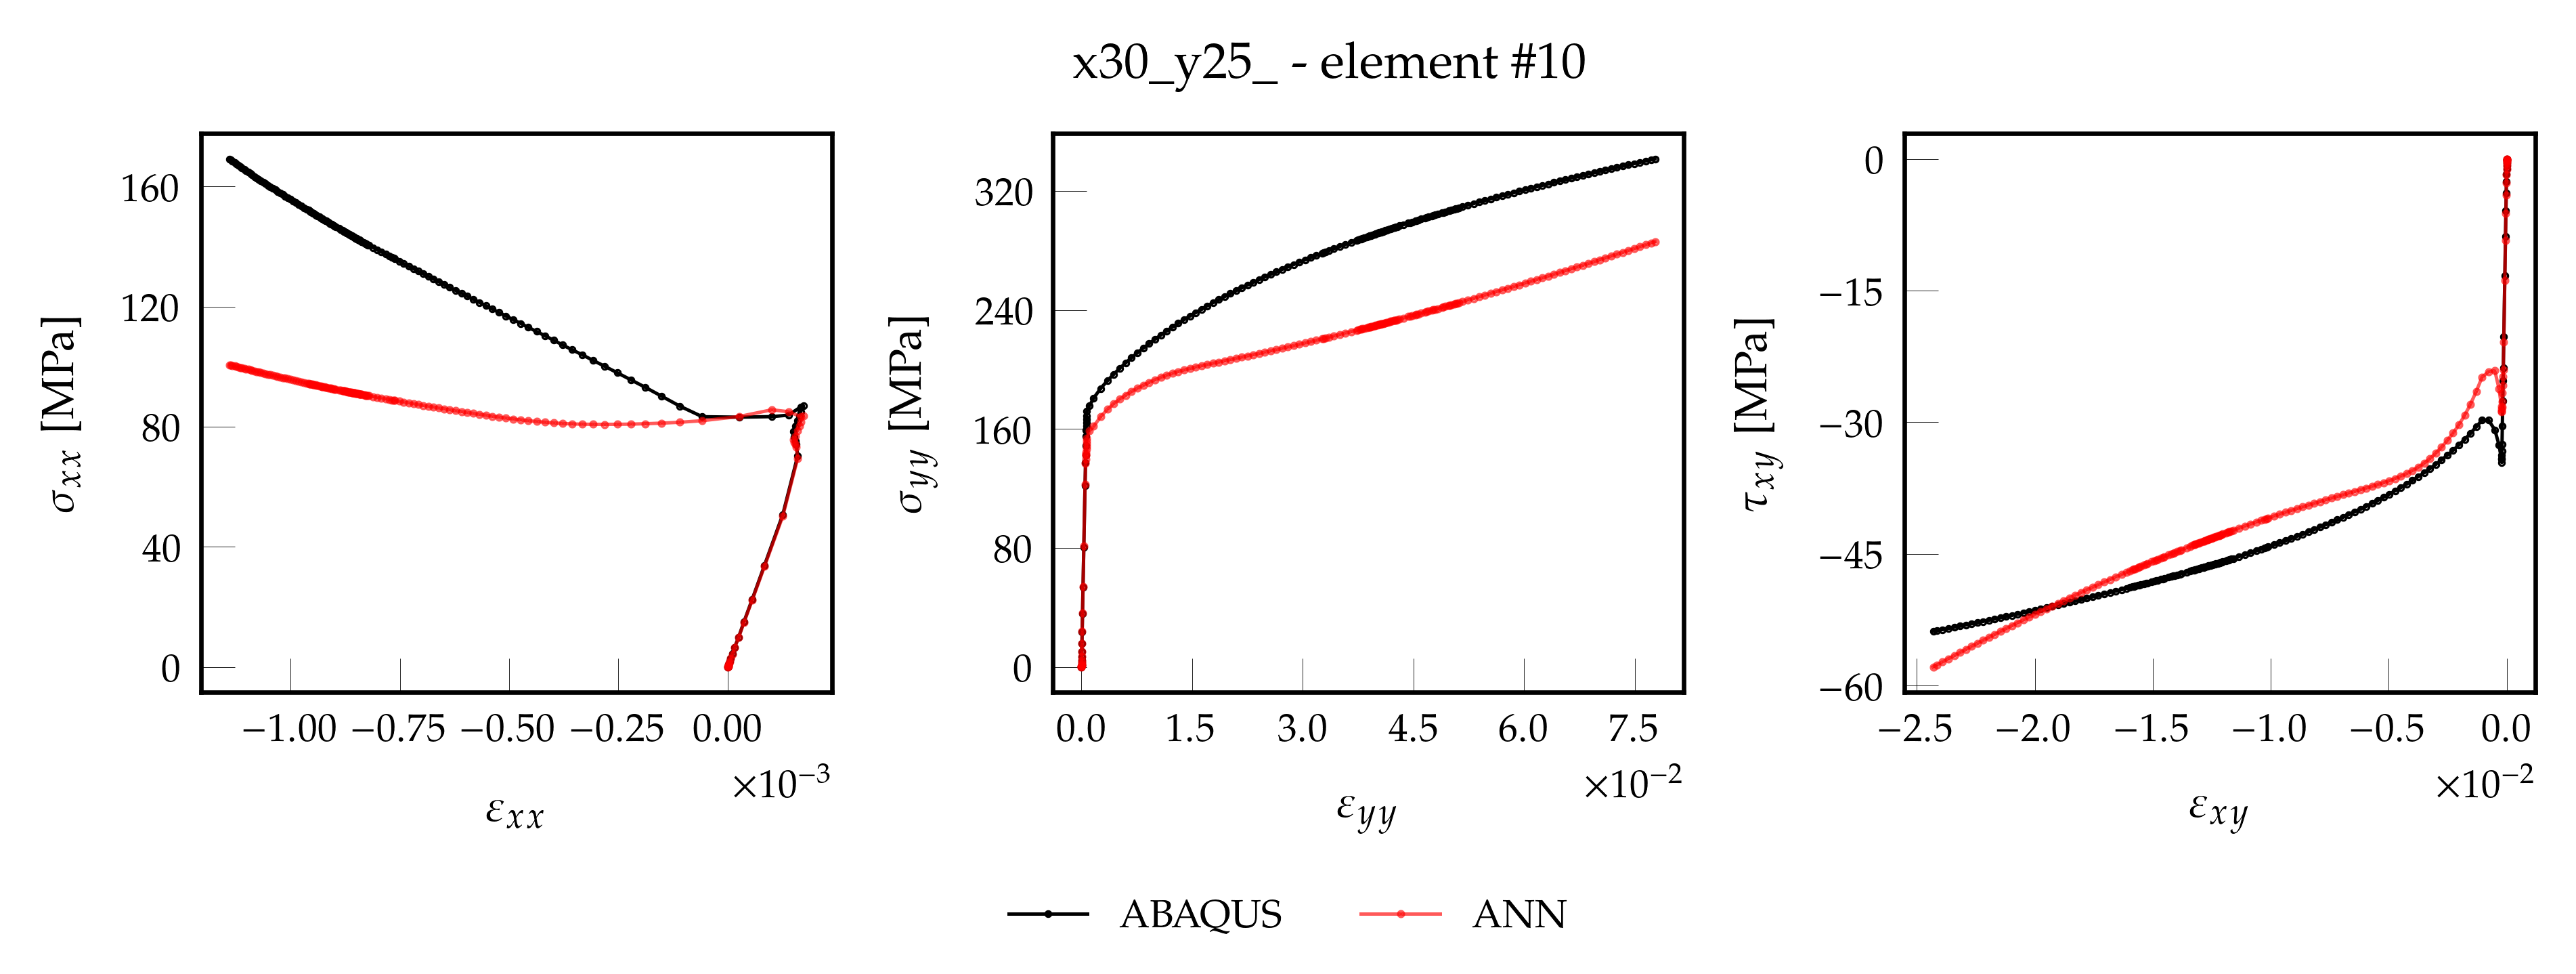 x30_y25_ - element #10
σxx [MPa]
160
120
80
40
0
−1.00 −0.75 −0.50 −0.25 0.00
×10−3
εxx
σyy [MPa]
320
240
160
80
0
0.0 1.5 3.0 4.5 6.0 7.5
×10−2
εyy
τxy [MPa]
0
−15
−30
−45
−60
−2.5 −2.0 −1.5 −1.0 −0.5 0.0
×10−2
εxy
ABAQUS ANN